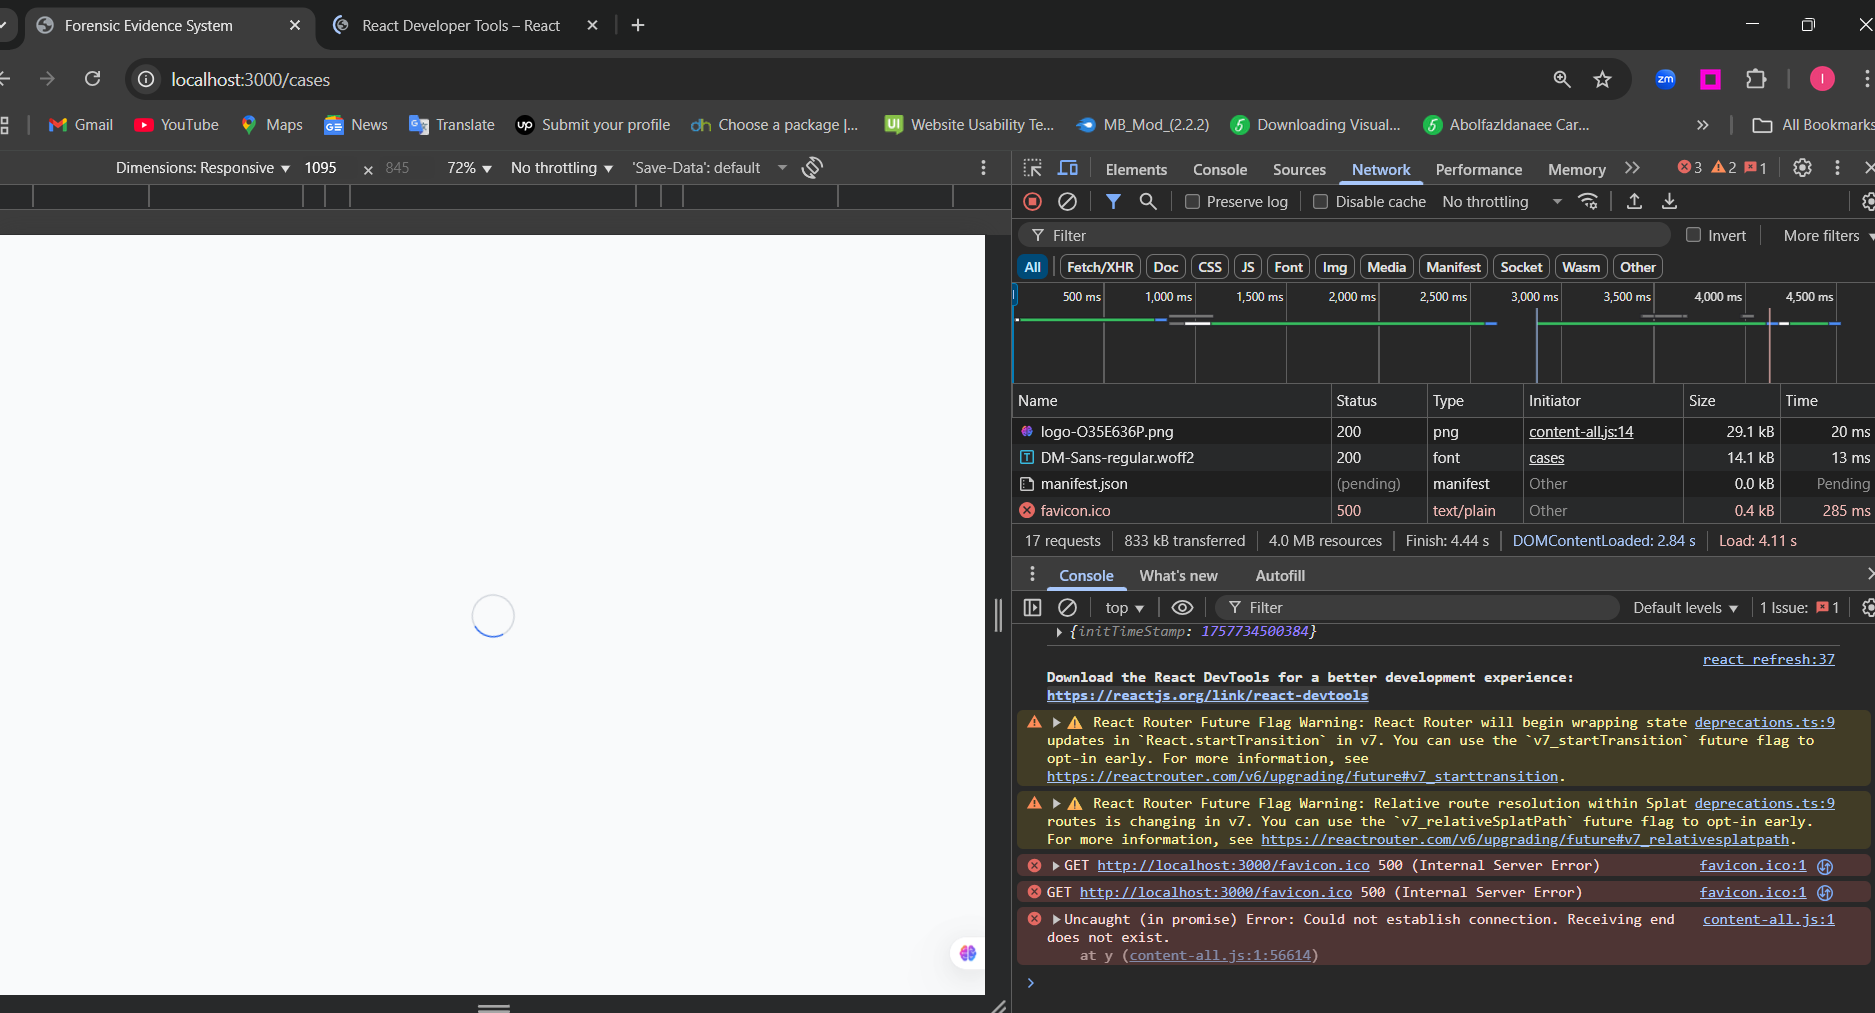 Forensic Evidence System
React Developer Tools – React
localhost:3000/cases
zm
I
Gmail
YouTube
Maps
News
Translate
up Submit your profile
dh Choose a package |...
UI Website Usability Te...
MB_Mod_(2.2.2)
5 Downloading Visual...
5 Abolfazldanaee Car...
»
All Bookmarks
Dimensions: Responsive 1095 × 845 72% No throttling 'Save-Data': default
Elements Console Sources Network Performance Memory » 3 2 1
Preserve log Disable cache No throttling
Filter Invert More filters
All Fetch/XHR Doc CSS JS Font Img Media Manifest Socket Wasm Other
500 ms 1,000 ms 1,500 ms 2,000 ms 2,500 ms 3,000 ms 3,500 ms 4,000 ms 4,500 ms
Name Status Type Initiator Size Time
logo-O35E636P.png 200 png content-all.js:14 29.1 kB 20 ms
DM-Sans-regular.woff2 200 font cases 14.1 kB 13 ms
manifest.json (pending) manifest Other 0.0 kB Pending
favicon.ico 500 text/plain Other 0.4 kB 285 ms
17 requests 833 kB transferred 4.0 MB resources Finish: 4.44 s DOMContentLoaded: 2.84 s Load: 4.11 s
Console What's new Autofill
top Filter Default levels 1 Issue: 1
{initTimeStamp: 1757734500384}
react refresh:37
Download the React DevTools for a better development experience:
https://reactjs.org/link/react-devtools
React Router Future Flag Warning: React Router will begin wrapping state deprecations.ts:9
updates in `React.startTransition` in v7. You can use the `v7_startTransition` future flag to
opt-in early. For more information, see
https://reactrouter.com/v6/upgrading/future#v7_starttransition.
React Router Future Flag Warning: Relative route resolution within Splat deprecations.ts:9
routes is changing in v7. You can use the `v7_relativeSplatPath` future flag to opt-in early.
For more information, see https://reactrouter.com/v6/upgrading/future#v7_relativesplatpath.
GET http://localhost:3000/favicon.ico 500 (Internal Server Error) favicon.ico:1
GET http://localhost:3000/favicon.ico 500 (Internal Server Error) favicon.ico:1
Uncaught (in promise) Error: Could not establish connection. Receiving end content-all.js:1
does not exist.
at y (content-all.js:1:56614)